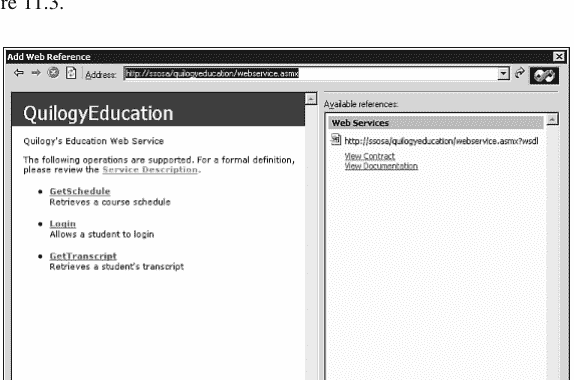 re 11.3.
Add Web Reference
Address: http://ssosa/quilogyeducation/webservice.asmx
QuilogyEducation
Quilogy's Education Web Service
The following operations are supported. For a formal definition,
please review the Service Description.
• GetSchedule
Retrieves a course schedule
• Login
Allows a student to login
• GetTranscript
Retrieves a student's transcript
Available references:
Web Services
http://ssosa/quilogyeducation/webservice.asmx?wsdl
View Contract
View Documentation